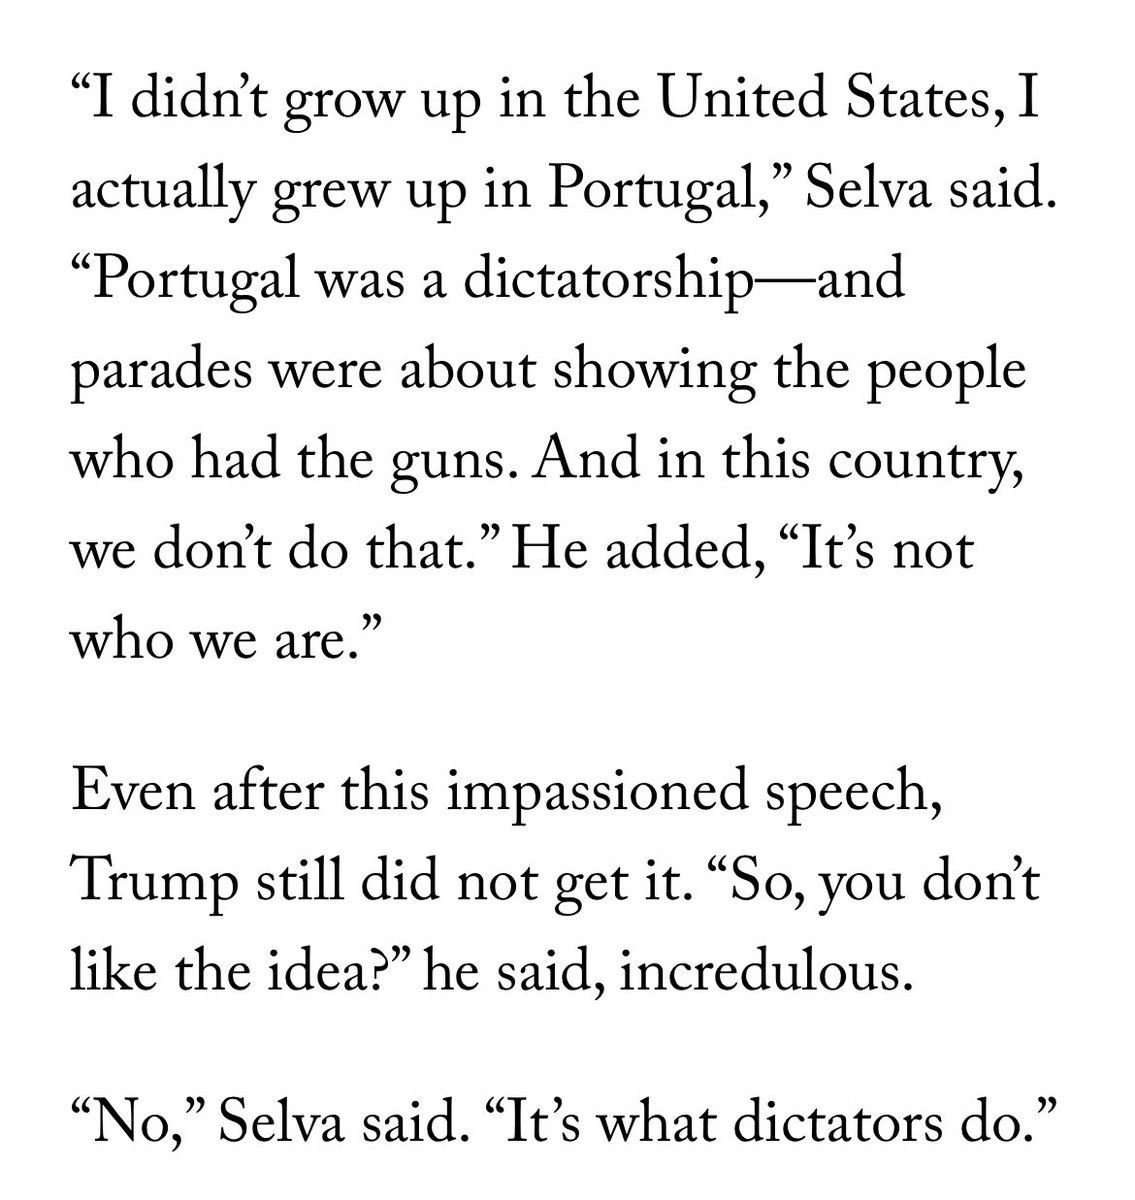 “I didn’t grow up in the United States, I
actually grew up in Portugal,” Selva said.
“Portugal was a dictatorship—and
parades were about showing the people
who had the guns. And in this country,
we don’t do that.” He added, “It’s not
who we are.”
Even after this impassioned speech,
Trump still did not get it. “So, you don’t
like the idea?” he said, incredulous.
“No,” Selva said. “It’s what dictators do.”